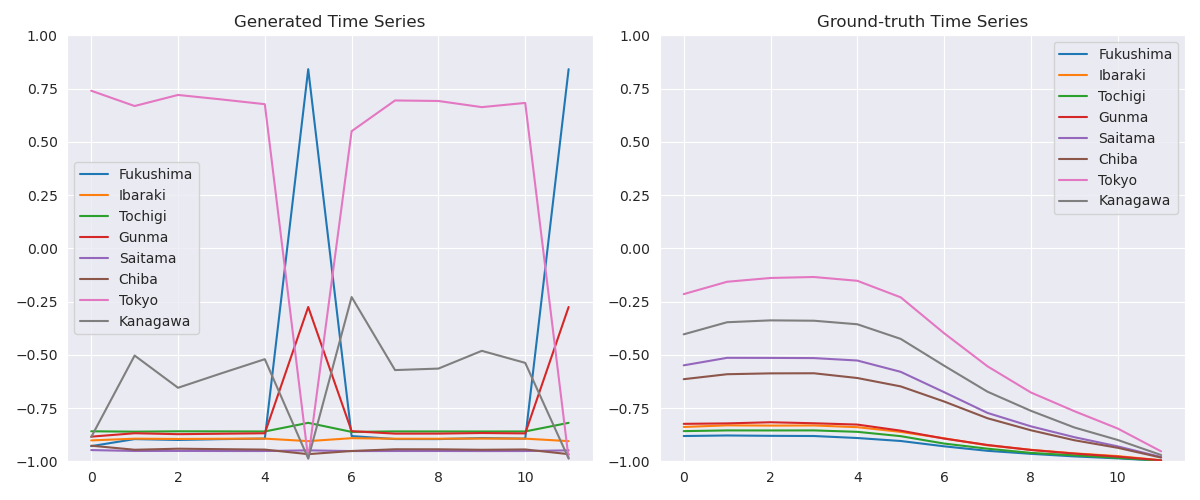 Generated Time Series
1.00
0.75
0.50
0.25
0.00
−0.25
−0.50
−0.75
−1.00
0 2 4 6 8 10
Fukushima
Ibaraki
Tochigi
Gunma
Saitama
Chiba
Tokyo
Kanagawa
Ground-truth Time Series
1.00
0.75
0.50
0.25
0.00
−0.25
−0.50
−0.75
−1.00
0 2 4 6 8 10
Fukushima
Ibaraki
Tochigi
Gunma
Saitama
Chiba
Tokyo
Kanagawa